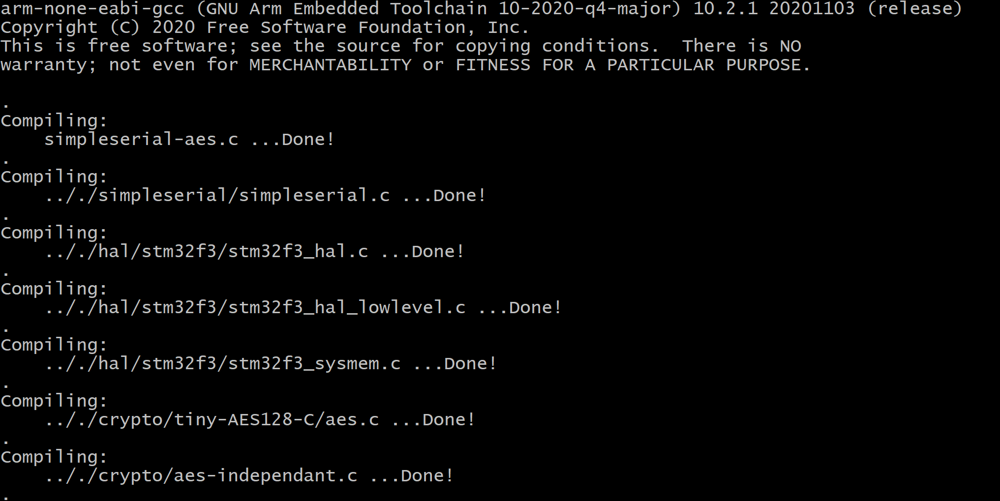 arm-none-eabi-gcc (GNU Arm Embedded Toolchain 10-2020-q4-major) 10.2.1 20201103 (release)
Copyright (C) 2020 Free Software Foundation, Inc.
This is free software; see the source for copying conditions.  There is NO
warranty; not even for MERCHANTABILITY or FITNESS FOR A PARTICULAR PURPOSE.
.
Compiling:
    simpleserial-aes.c ...Done!
.
Compiling:
    .././simpleserial/simpleserial.c ...Done!
.
Compiling:
    .././hal/stm32f3/stm32f3_hal.c ...Done!
.
Compiling:
    .././hal/stm32f3/stm32f3_hal_lowlevel.c ...Done!
.
Compiling:
    .././hal/stm32f3/stm32f3_sysmem.c ...Done!
.
Compiling:
    .././crypto/tiny-AES128-C/aes.c ...Done!
.
Compiling:
    .././crypto/aes-independant.c ...Done!
.